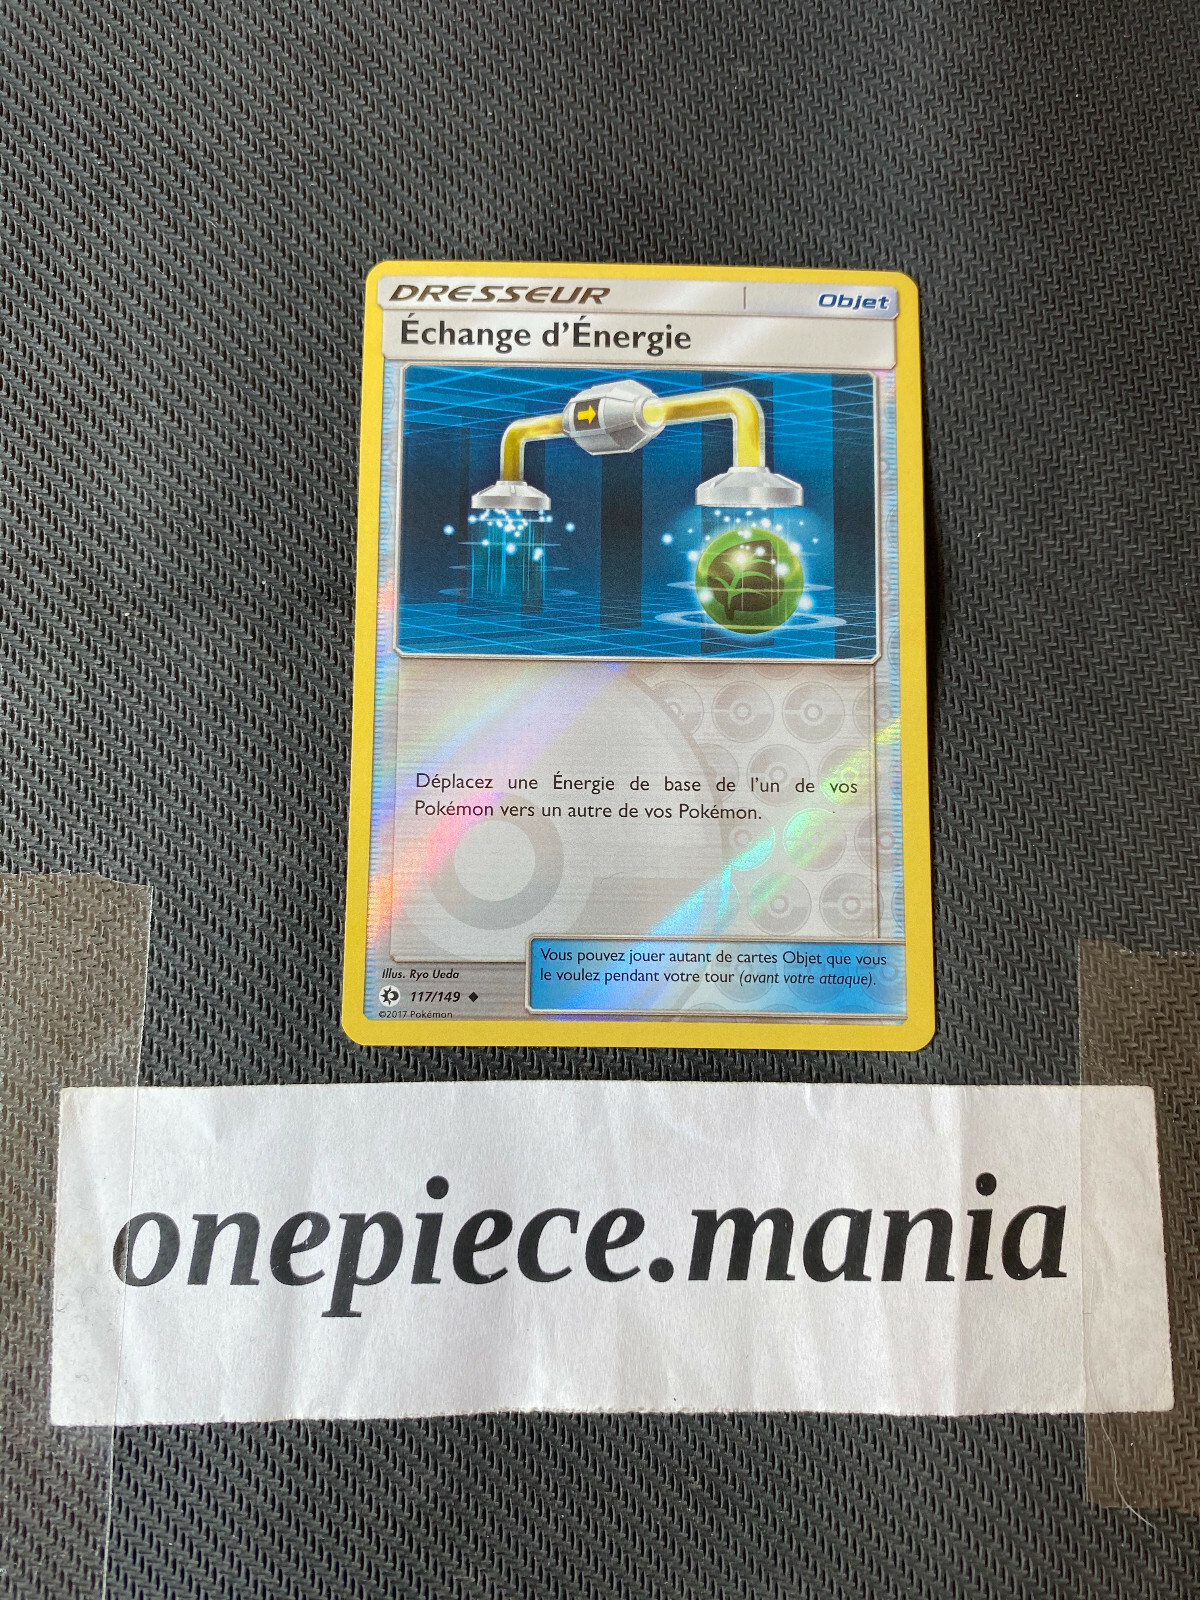 DRESSEUR
Objet
Échange d'Énergie
Déplacez une Énergie de base de l'un de vos
Pokémon vers un autre de vos Pokémon.
Vous pouvez jouer autant de cartes Objet que vous
le voulez pendant votre tour (avant votre attaque).
Illus. Ryo Ueda
117/149
©2017 Pokémon
onepiece.mania